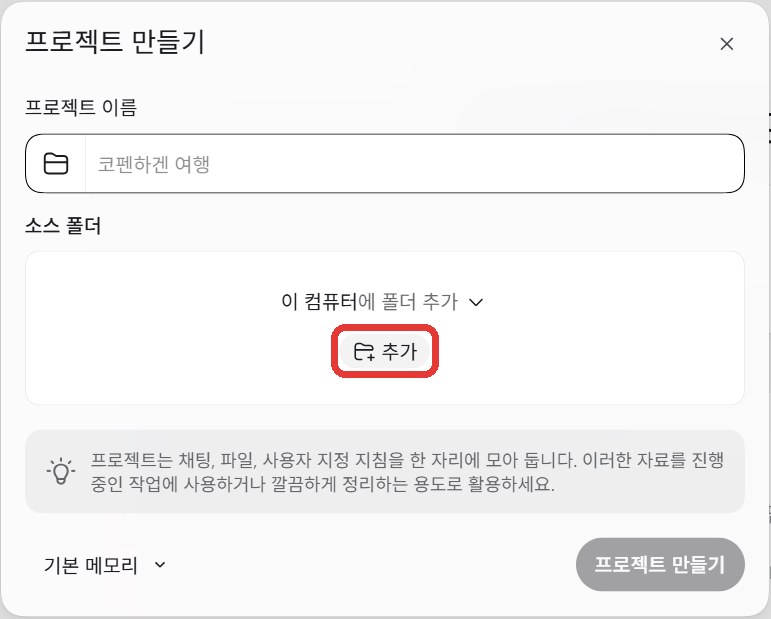 프로젝트 만들기
프로젝트 이름
코펜하겐 여행
소스 폴더
이 컴퓨터에 폴더 추가
추가
프로젝트는 채팅, 파일, 사용자 지정 지침을 한 자리에 모아 둡니다. 이러한 자료를 진행
중인 작업에 사용하거나 깔끔하게 정리하는 용도로 활용하세요.
기본 메모리
프로젝트 만들기